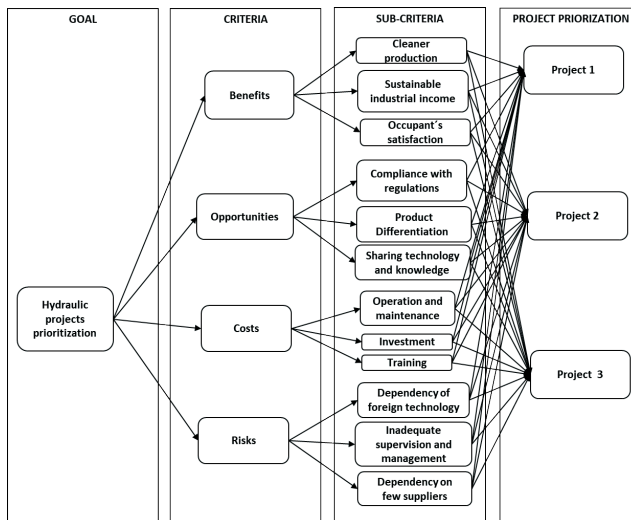 GOAL
CRITERIA
SUB-CRITERIA
PROJECT PRIORIZATION
Hydraulic
projects
prioritization
Benefits
Opportunities
Costs
Risks
Cleaner
production
Sustainable
industrial income
Occupant´s
satisfaction
Compliance with
regulations
Product
Differentiation
Sharing technology
and knowledge
Operation and
maintenance
Investment
Training
Dependency of
foreign technology
Inadequate
supervision and
management
Dependency on
few suppliers
Project 1
Project 2
Project 3